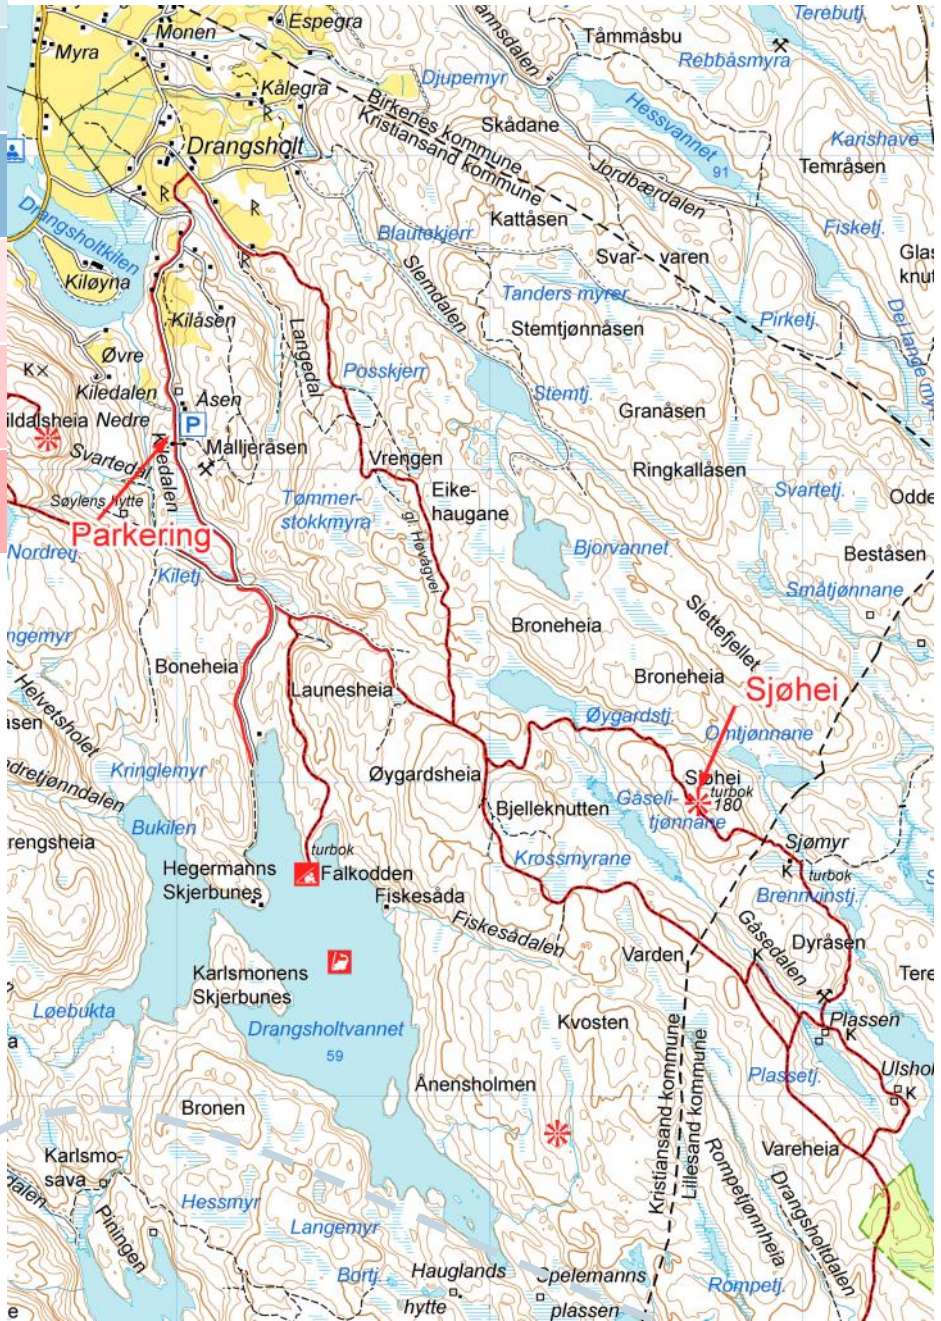 Espegra
Terebutj.
Monen
Myra
Tåmmåsbu
Rebbåsmyra
Djupemyr
Kålegra
Birkenes kommune
Kristiansand kommune
Hessvannet
91
Skådane
Karishave
Drangsholt
Temråsen
Jordbærdalen
Drangsholtkilen
Kattåsen
Blautekjerr
Fisketj.
Svar- varen
Kiløyna
Slemdalen
Tanders myrer
Pirketj.
Kilåsen
Stemtjønnåsen
Langedal
Øvre
Posskjerr
Kiledalen
Stemtj.
K
Åsen
Granåsen
Nedre
P
Malljeråsen
Kiledalen
Svartedal
Vrengen
Ringkallåsen
Eike-
haugane
Svartetj.
Søylens hytte
Tømmer-
stokkmyra
gl. Høvågvei
Parkering
Nordretj.
Bjorvannet
Beståsen
Kiletj.
Småtjønnane
Slettefjellet
Broneheia
Boneheia
Broneheia
Launesheia
Sjøhei
Helvetsholet
Øygardstj.
Omtjønnane
Kringlemyr
Øygardsheia
Sjøhei
turbok
180
Bjelleknutten
Gåseli-
tjønnane
Bukilen
Sjømyr
turbok
K
turbok
Krossmyrane
Hegermanns
Skjerbunes
Falkodden
Fiskesåda
Brennvinstj.
Fiskesådalen
Gåsedalen
Dyråsen
Varden
K
Karlsmonens
Skjerbunes
Løebukta
Drangsholtvannet
59
Kvosten
Plassen
K
Kristiansand kommune
Lillesand kommune
Plassetj.
Ånensholmen
K
Bronen
Vareheia
Karlsmo-
sava
Hessmyr
Rompetjønnheia
Drangsholtdalen
Piningen
Langemyr
Bortj.
Hauglands
hytte
Spelemanns
plassen
Rompetj.